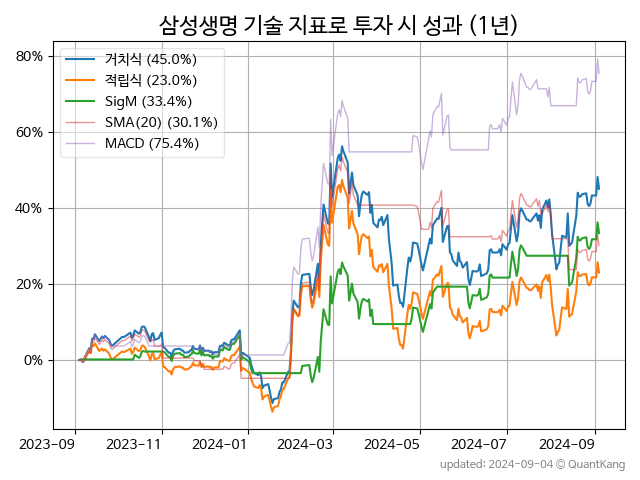 삼성생명 기술 지표로 투자 시 성과 (1년)
거치식 (45.0%)
적립식 (23.0%)
SigM (33.4%)
SMA(20) (30.1%)
MACD (75.4%)
80%
60%
40%
20%
0%
2023-09 2023-11 2024-01 2024-03 2024-05 2024-07 2024-09
updated: 2024-09-04 © QuantKang